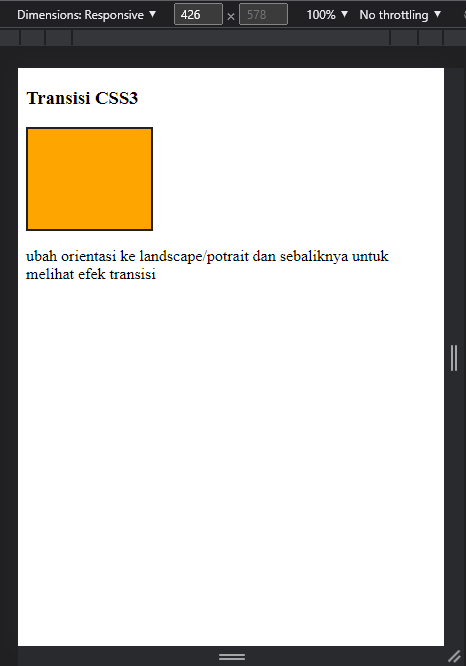 Dimensions: Responsive ▼ 426 × 578 100% ▼ No throttling ▼
Transisi CSS3
ubah orientasi ke landscape/potrait dan sebaliknya untuk
melihat efek transisi